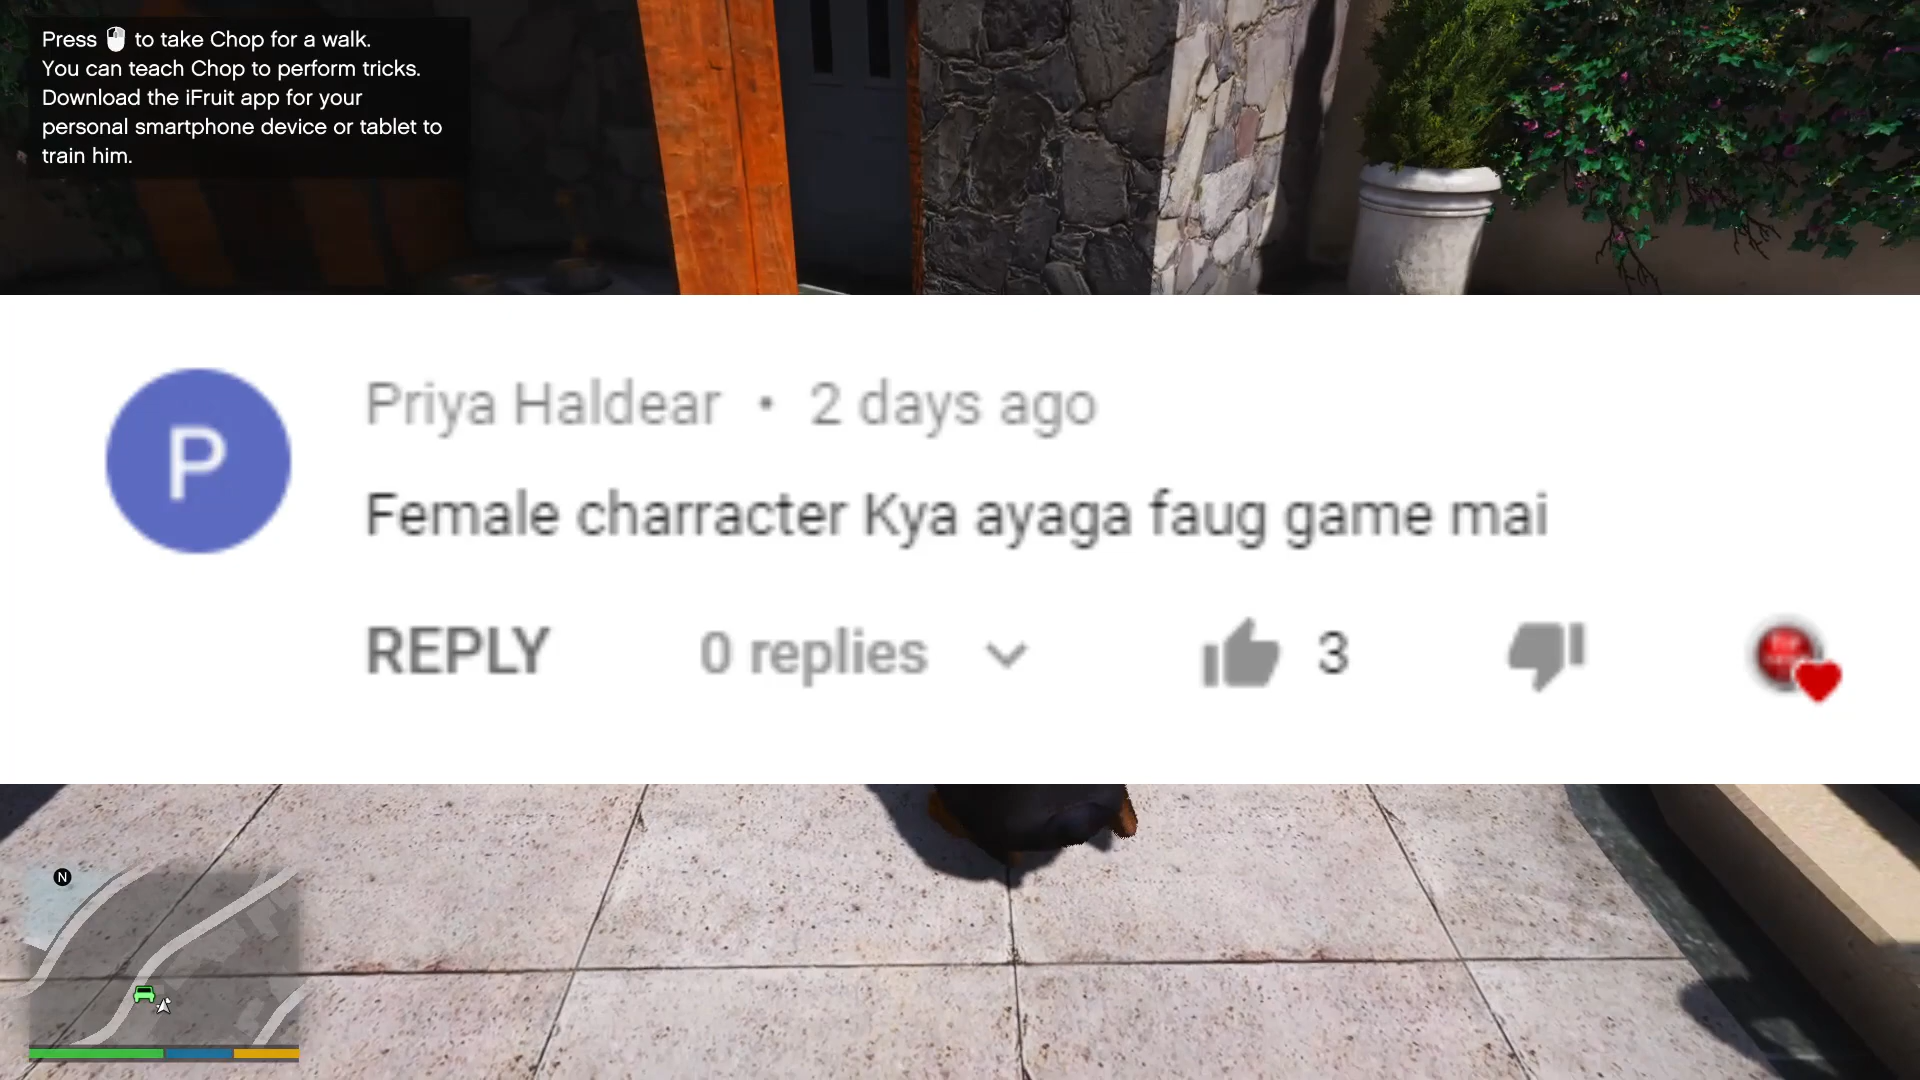 Press to take Chop for a walk.
You can teach Chop to perform tricks.
Download the iFruit app for your
personal smartphone device or tablet to
train him.
P
Priya Haldear • 2 days ago
Female charracter Kya ayaga faug game mai
REPLY 0 replies 3
N